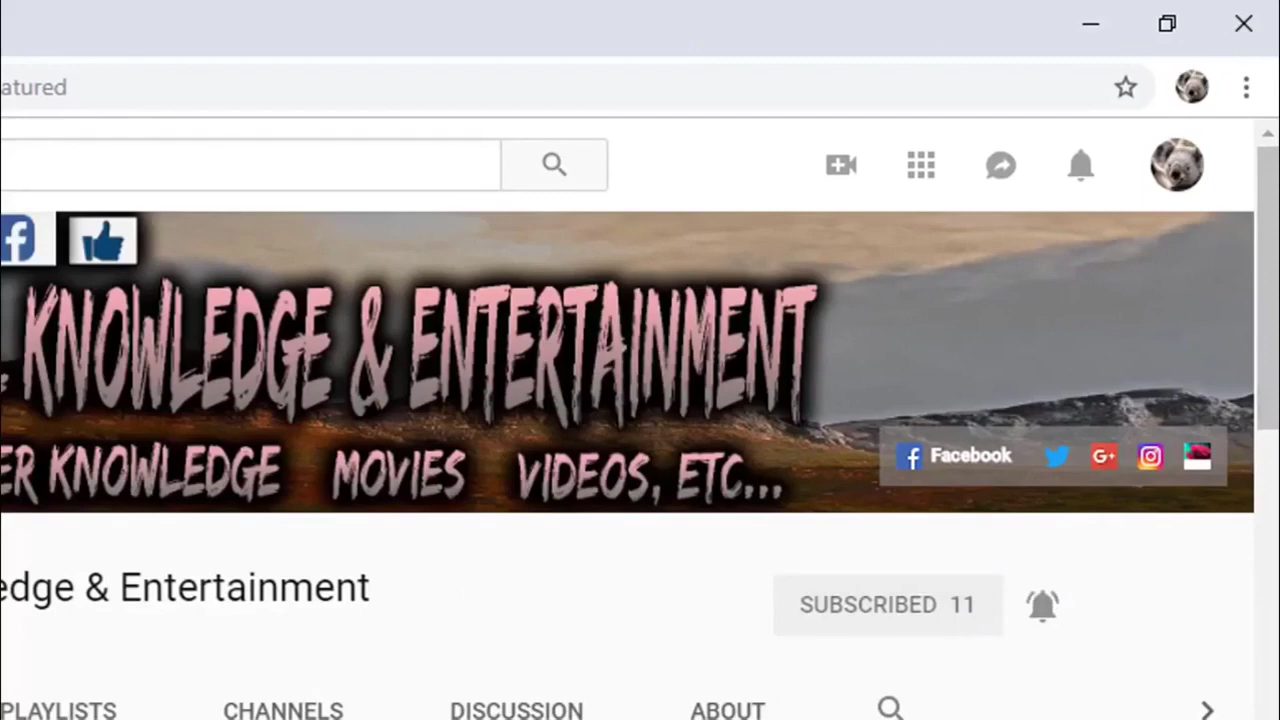 atured
KNOWLEDGE & ENTERTAINMENT
ER KNOWLEDGE MOVIES VIDEOS, ETC...
Facebook
edge & Entertainment
SUBSCRIBED 11
PLAYLISTS CHANNELS DISCUSSION ABOUT